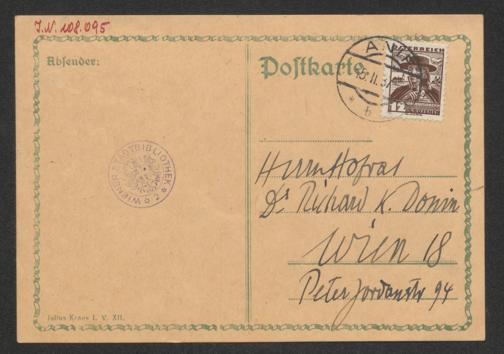 I.N. 108.095
Absender:
Postkarte
ÖSTERREICH
12
WIENER STADTBIBLIOTHEK
Herrn Hofrat
Dr Richard K. Donin
Wien 18
Peter Jordanstr 94
Julius Kraus I. V. XII.